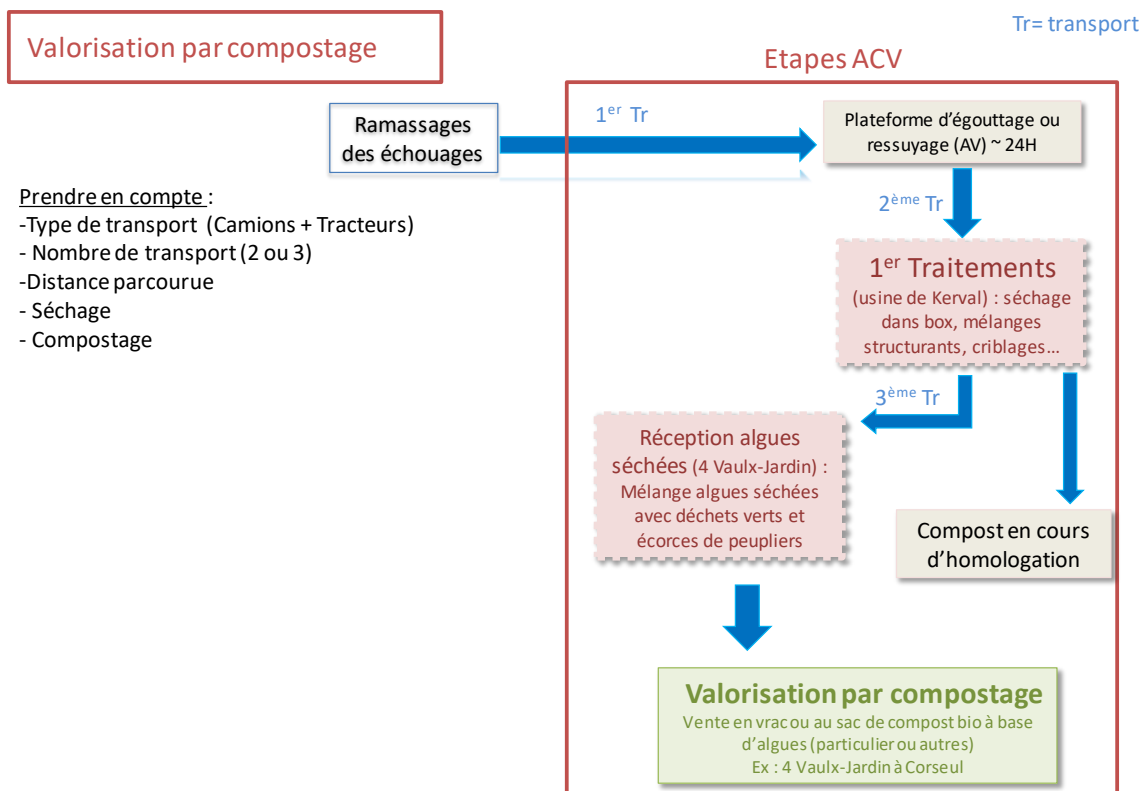 Valorisation par compostage
Tr= transport
Etapes ACV
Ramassages
des échouages
1er Tr
Plateforme d'égouttage ou
ressuyage (AV) ~ 24H
Prendre en compte :
-Type de transport (Camions + Tracteurs)
- Nombre de transport (2 ou 3)
-Distance parcourue
- Séchage
- Compostage
2ème Tr
1er Traitements
(usine de Kerval) : séchage
dans box, mélanges
structurants, criblages…
3ème Tr
Réception algues
séchées (4 Vaulx-Jardin) :
Mélange algues séchées
avec déchets verts et
écorces de peupliers
Compost en cours
d'homologation
Valorisation par compostage
Vente en vrac ou au sac de compost bio à base
d'algues (particulier ou autres)
Ex : 4 Vaulx-Jardin à Corseul